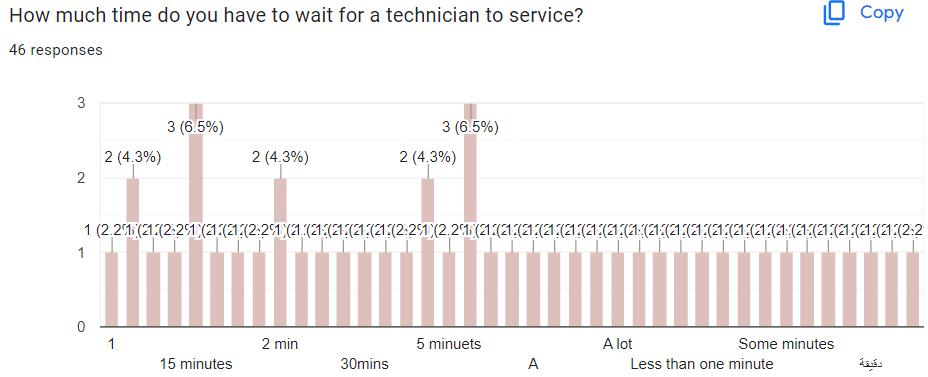 How much time do you have to wait for a technician to service?
Copy
46 responses
3
3 (6.5%) 3 (6.5%)
2 (4.3%) 2 (4.3%) 2 (4.3%)
2
1
0
1 2 min 5 minuets A lot Some minutes
15 minutes 30mins A Less than one minute دقيقة